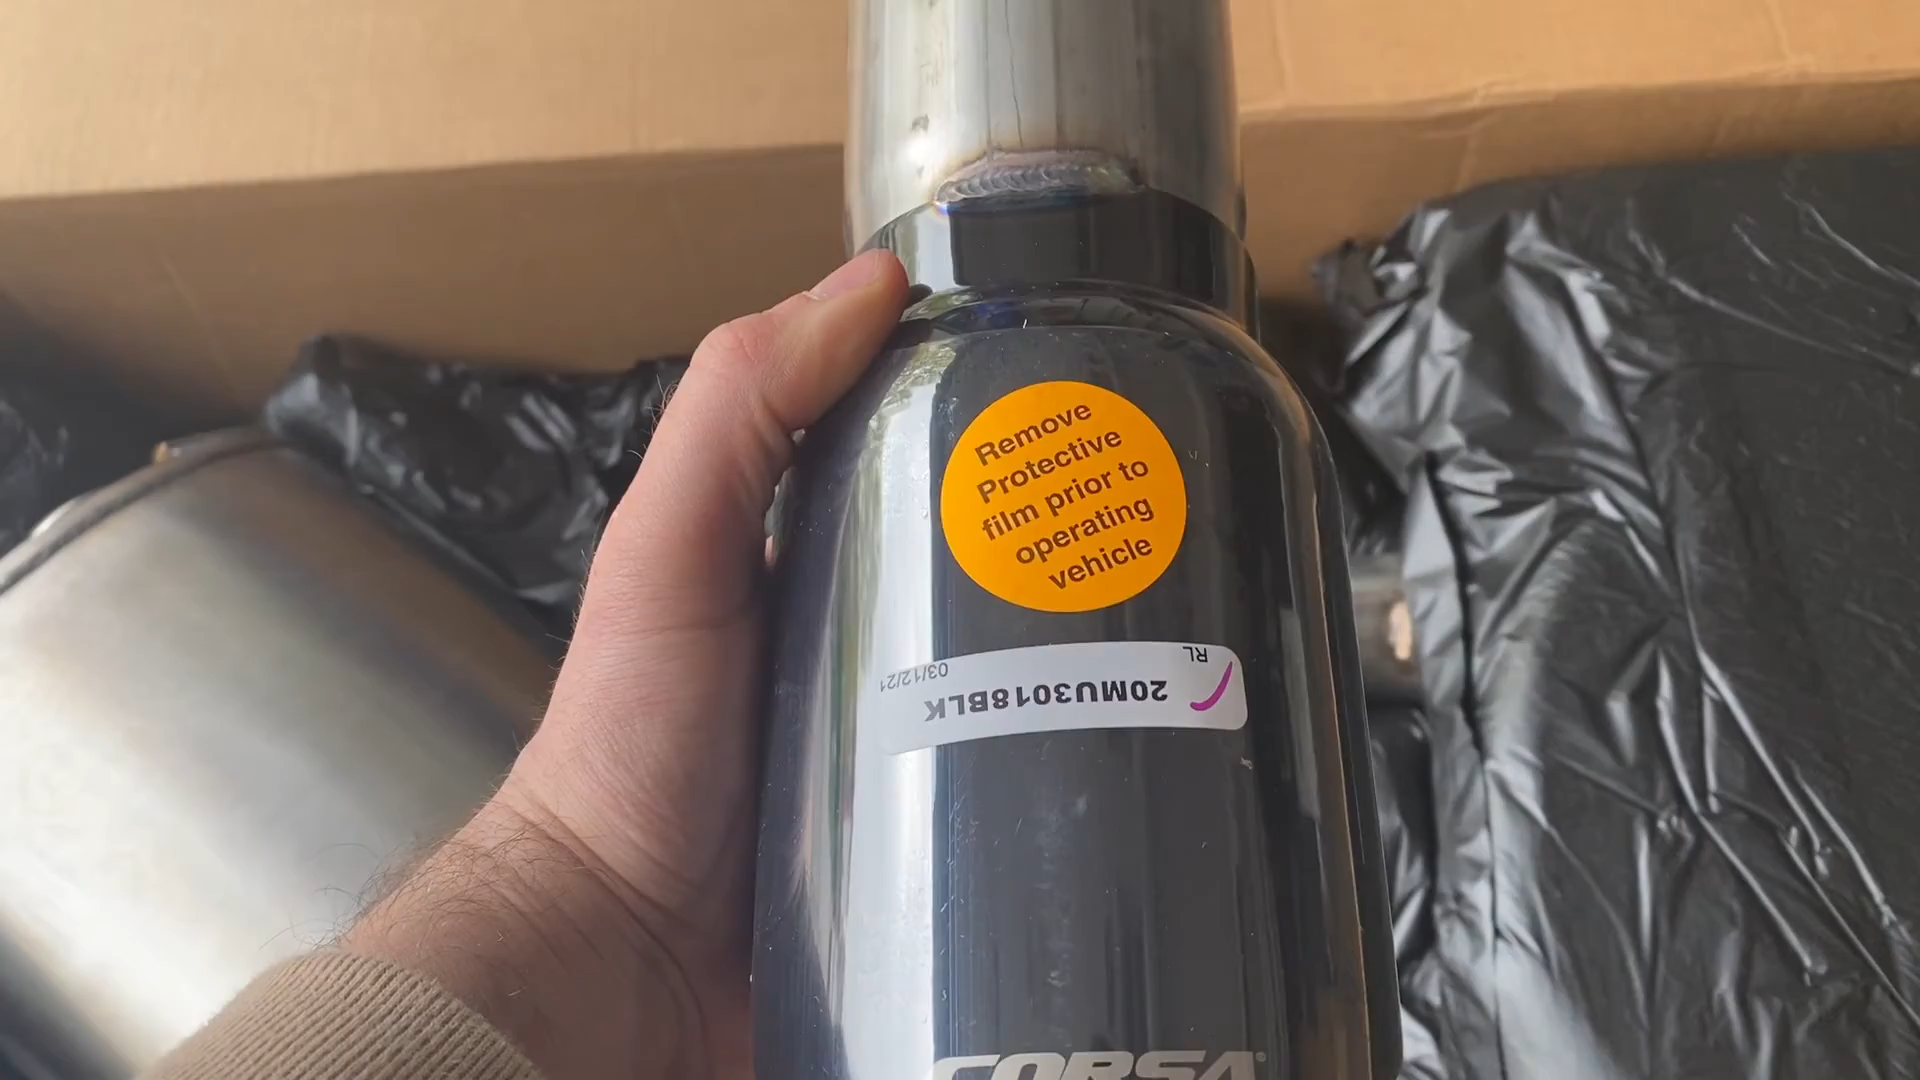 Remove
Protective
film prior to
operating
vehicle
20MU3018BLK
RL
03/12/21
CORSA